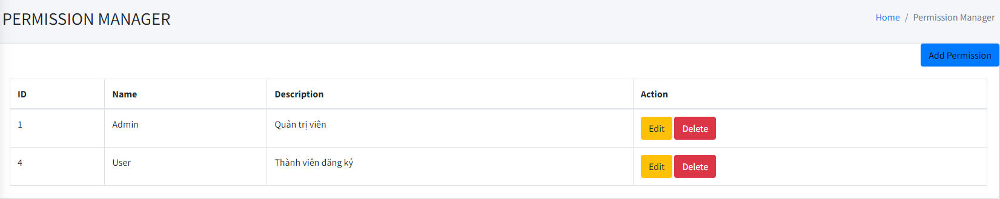 PERMISSION MANAGER
Home / Permission Manager
Add Permission
ID Name Description Action
1 Admin Quản trị viên Edit Delete
4 User Thành viên đăng ký Edit Delete